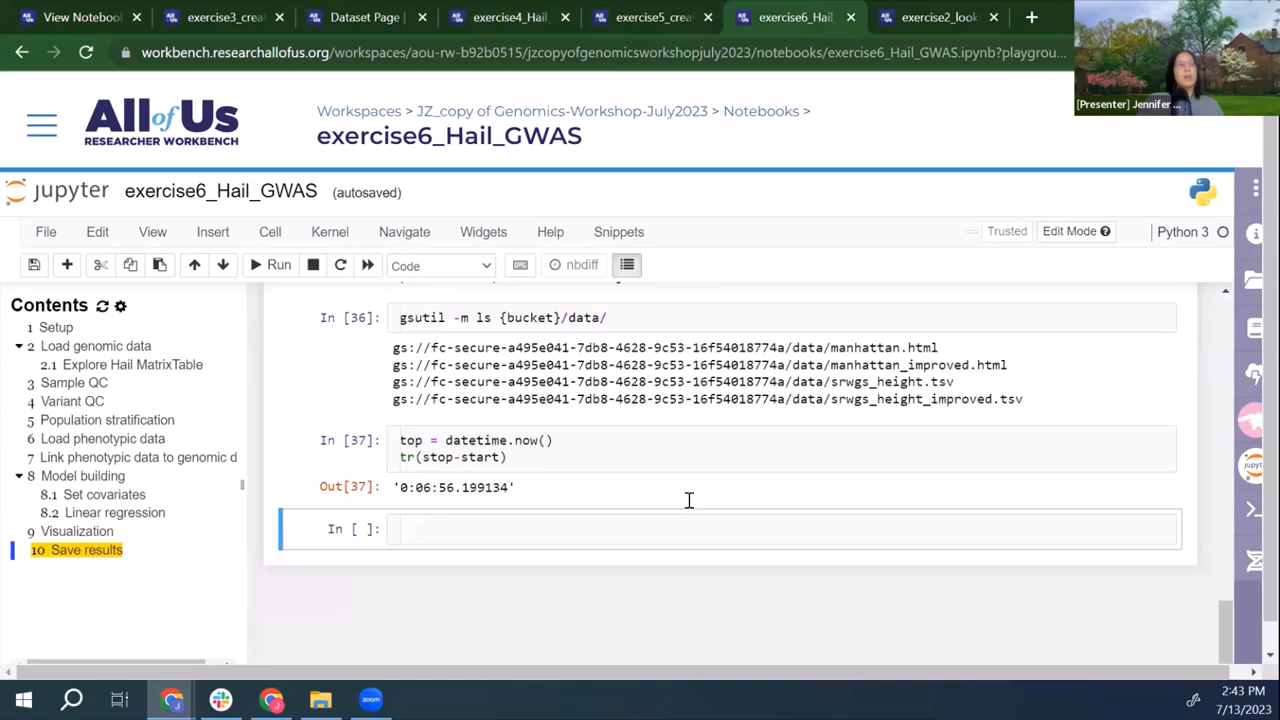 View Notebool
exercise3_crea
Dataset Page |
exercise4_Hail_
exercise5_crea
exercise6_Hail_
exercise2_look
workbench.researchallofus.org/workspaces/aou-rw-b92b0515/jzcopyofgenomicsworkshopjuly2023/notebooks/exercise6_Hail_GWAS.ipynb?playgrou...
[Presenter] Jennifer ...
All of Us
RESEARCHER WORKBENCH
Workspaces > JZ_copy of Genomics-Workshop-July2023 > Notebooks >
exercise6_Hail_GWAS
jupyter exercise6_Hail_GWAS (autosaved)
File Edit View Insert Cell Kernel Navigate Widgets Help Snippets Trusted Edit Mode Python 3
Run Code nbdiff
Contents
1 Setup
2 Load genomic data
2.1 Explore Hail MatrixTable
3 Sample QC
4 Variant QC
5 Population stratification
6 Load phenotypic data
7 Link phenotypic data to genomic d
8 Model building
8.1 Set covariates
8.2 Linear regression
9 Visualization
10 Save results
In [36]: gsutil -m ls {bucket}/data/
gs://fc-secure-a495e041-7db8-4628-9c53-16f54018774a/data/manhattan.html
gs://fc-secure-a495e041-7db8-4628-9c53-16f54018774a/data/manhattan_improved.html
gs://fc-secure-a495e041-7db8-4628-9c53-16f54018774a/data/srwgs_height.tsv
gs://fc-secure-a495e041-7db8-4628-9c53-16f54018774a/data/srwgs_height_improved.tsv
In [37]: top = datetime.now()
tr(stop-start)
Out[37]: '0:06:56.199134'
In [ ]:
zoom
2:43 PM
7/13/2023